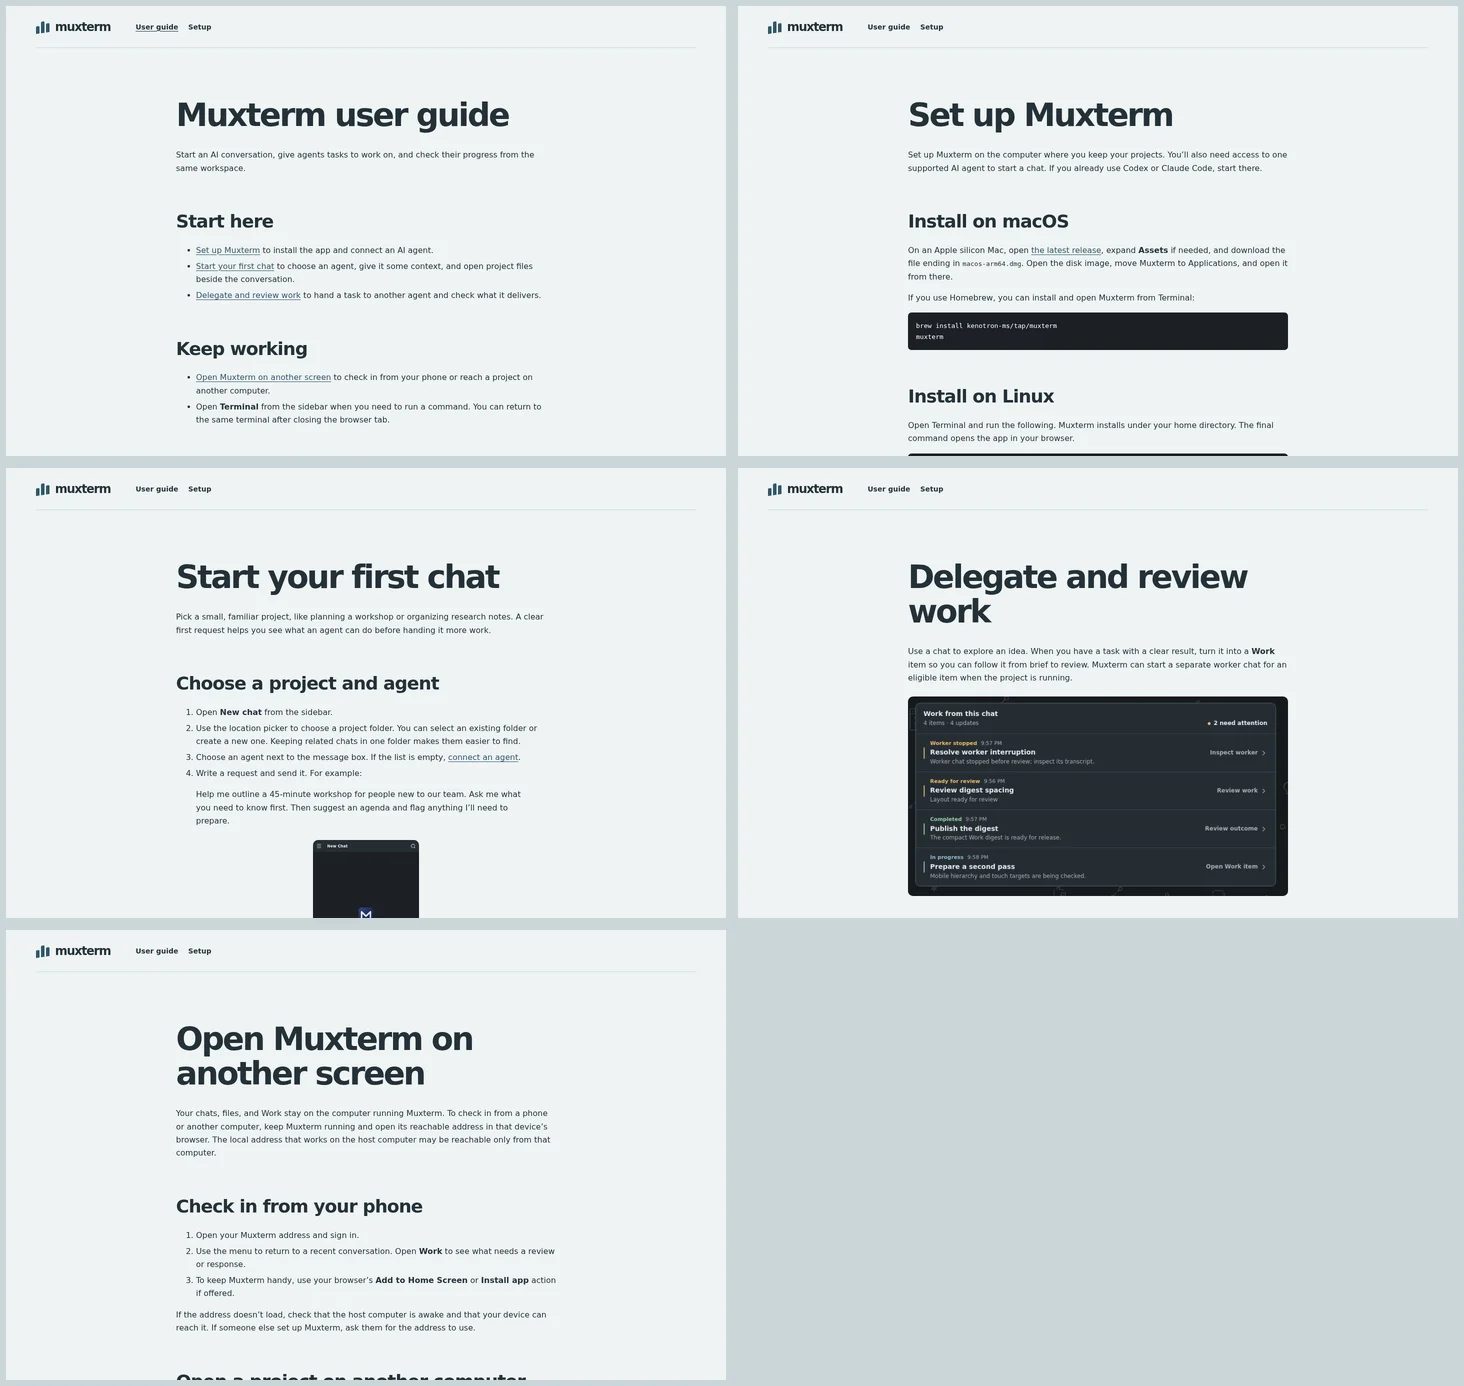 muxterm User guide Setup
Muxterm user guide
Start an AI conversation, give agents tasks to work on, and check their progress from the
same workspace.
Start here
• Set up Muxterm to install the app and connect an AI agent.
• Start your first chat to choose an agent, give it some context, and open project files
beside the conversation.
• Delegate and review work to hand a task to another agent and check what it delivers.
Keep working
• Open Muxterm on another screen to check in from your phone or reach a project on
another computer.
• Open Terminal from the sidebar when you need to run a command. You can return to
the same terminal after closing the browser tab.
muxterm User guide Setup
Set up Muxterm
Set up Muxterm on the computer where you keep your projects. You’ll also need access to one
supported AI agent to start a chat. If you already use Codex or Claude Code, start there.
Install on macOS
On an Apple silicon Mac, open the latest release, expand Assets if needed, and download the
file ending in macos-arm64.dmg. Open the disk image, move Muxterm to Applications, and open it
from there.
If you use Homebrew, you can install and open Muxterm from Terminal:
brew install kenotron-ms/tap/muxterm
muxterm
Install on Linux
Open Terminal and run the following. Muxterm installs under your home directory. The final
command opens the app in your browser.
muxterm User guide Setup
Start your first chat
Pick a small, familiar project, like planning a workshop or organizing research notes. A clear
first request helps you see what an agent can do before handing it more work.
Choose a project and agent
1. Open New chat from the sidebar.
2. Use the location picker to choose a project folder. You can select an existing folder or
create a new one. Keeping related chats in one folder makes them easier to find.
3. Choose an agent next to the message box. If the list is empty, connect an agent.
4. Write a request and send it. For example:
Help me outline a 45-minute workshop for people new to our team. Ask me what
you need to know first. Then suggest an agenda and flag anything I’ll need to
prepare.
New Chat
muxterm User guide Setup
Delegate and review
work
Use a chat to explore an idea. When you have a task with a clear result, turn it into a Work
item so you can follow it from brief to review. Muxterm can start a separate worker chat for an
eligible item when the project is running.
Work from this chat
4 items · 4 updates
2 need attention
Worker stopped 9:57 PM
Resolve worker interruption
Worker chat stopped before review; inspect its transcript.
Inspect worker
Ready for review 9:56 PM
Review digest spacing
Layout ready for review
Review work
Completed 9:57 PM
Publish the digest
The compact Work digest is ready for release.
Review outcome
In progress 9:58 PM
Prepare a second pass
Mobile hierarchy and touch targets are being checked.
Open Work item
muxterm User guide Setup
Open Muxterm on
another screen
Your chats, files, and Work stay on the computer running Muxterm. To check in from a phone
or another computer, keep Muxterm running and open its reachable address in that device’s
browser. The local address that works on the host computer may be reachable only from that
computer.
Check in from your phone
1. Open your Muxterm address and sign in.
2. Use the menu to return to a recent conversation. Open Work to see what needs a review
or response.
3. To keep Muxterm handy, use your browser’s Add to Home Screen or Install app action
if offered.
If the address doesn’t load, check that the host computer is awake and that your device can
reach it. If someone else set up Muxterm, ask them for the address to use.
Open a project on another computer